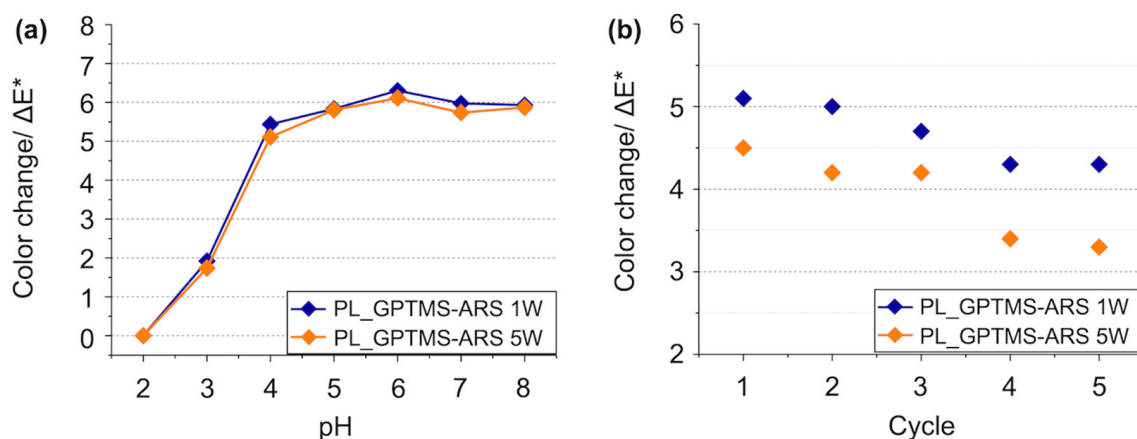 (a)
Color change/ ΔE*
8
7
6
5
4
3
2
1
0
PL_GPTMS-ARS 1W
PL_GPTMS-ARS 5W
2 3 4 5 6 7 8
pH
(b)
Color change/ ΔE*
6
5
4
3
2
PL_GPTMS-ARS 1W
PL_GPTMS-ARS 5W
1 2 3 4 5
Cycle